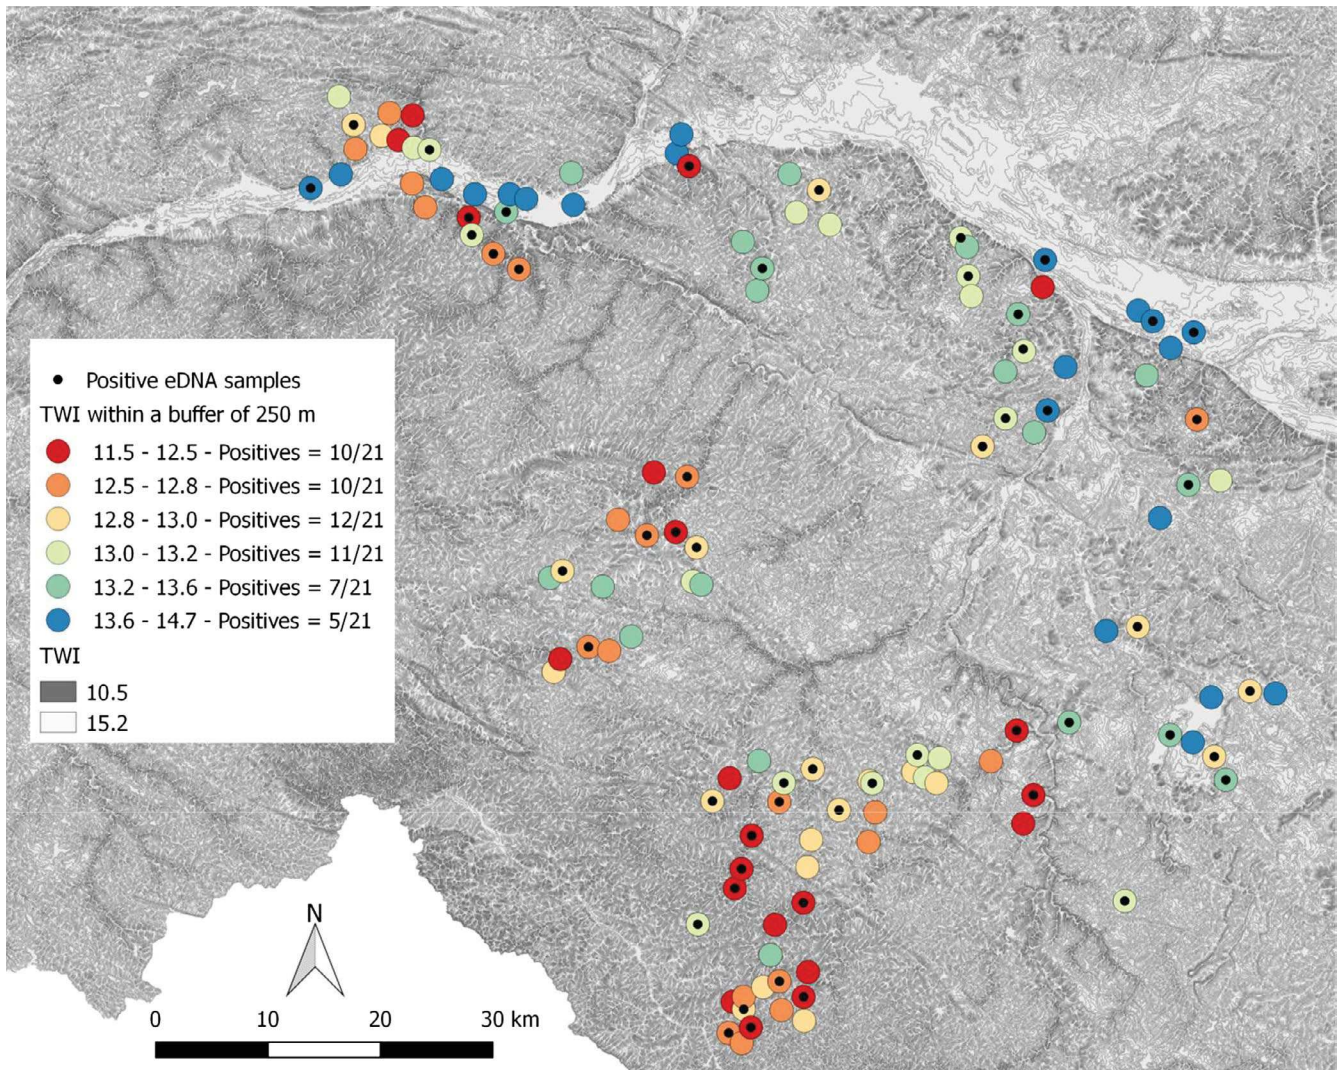 Positive eDNA samples
TWI within a buffer of 250 m
11.5 - 12.5 - Positives = 10/21
12.5 - 12.8 - Positives = 10/21
12.8 - 13.0 - Positives = 12/21
13.0 - 13.2 - Positives = 11/21
13.2 - 13.6 - Positives = 7/21
13.6 - 14.7 - Positives = 5/21
TWI
10.5
15.2
N
0 10 20 30 km